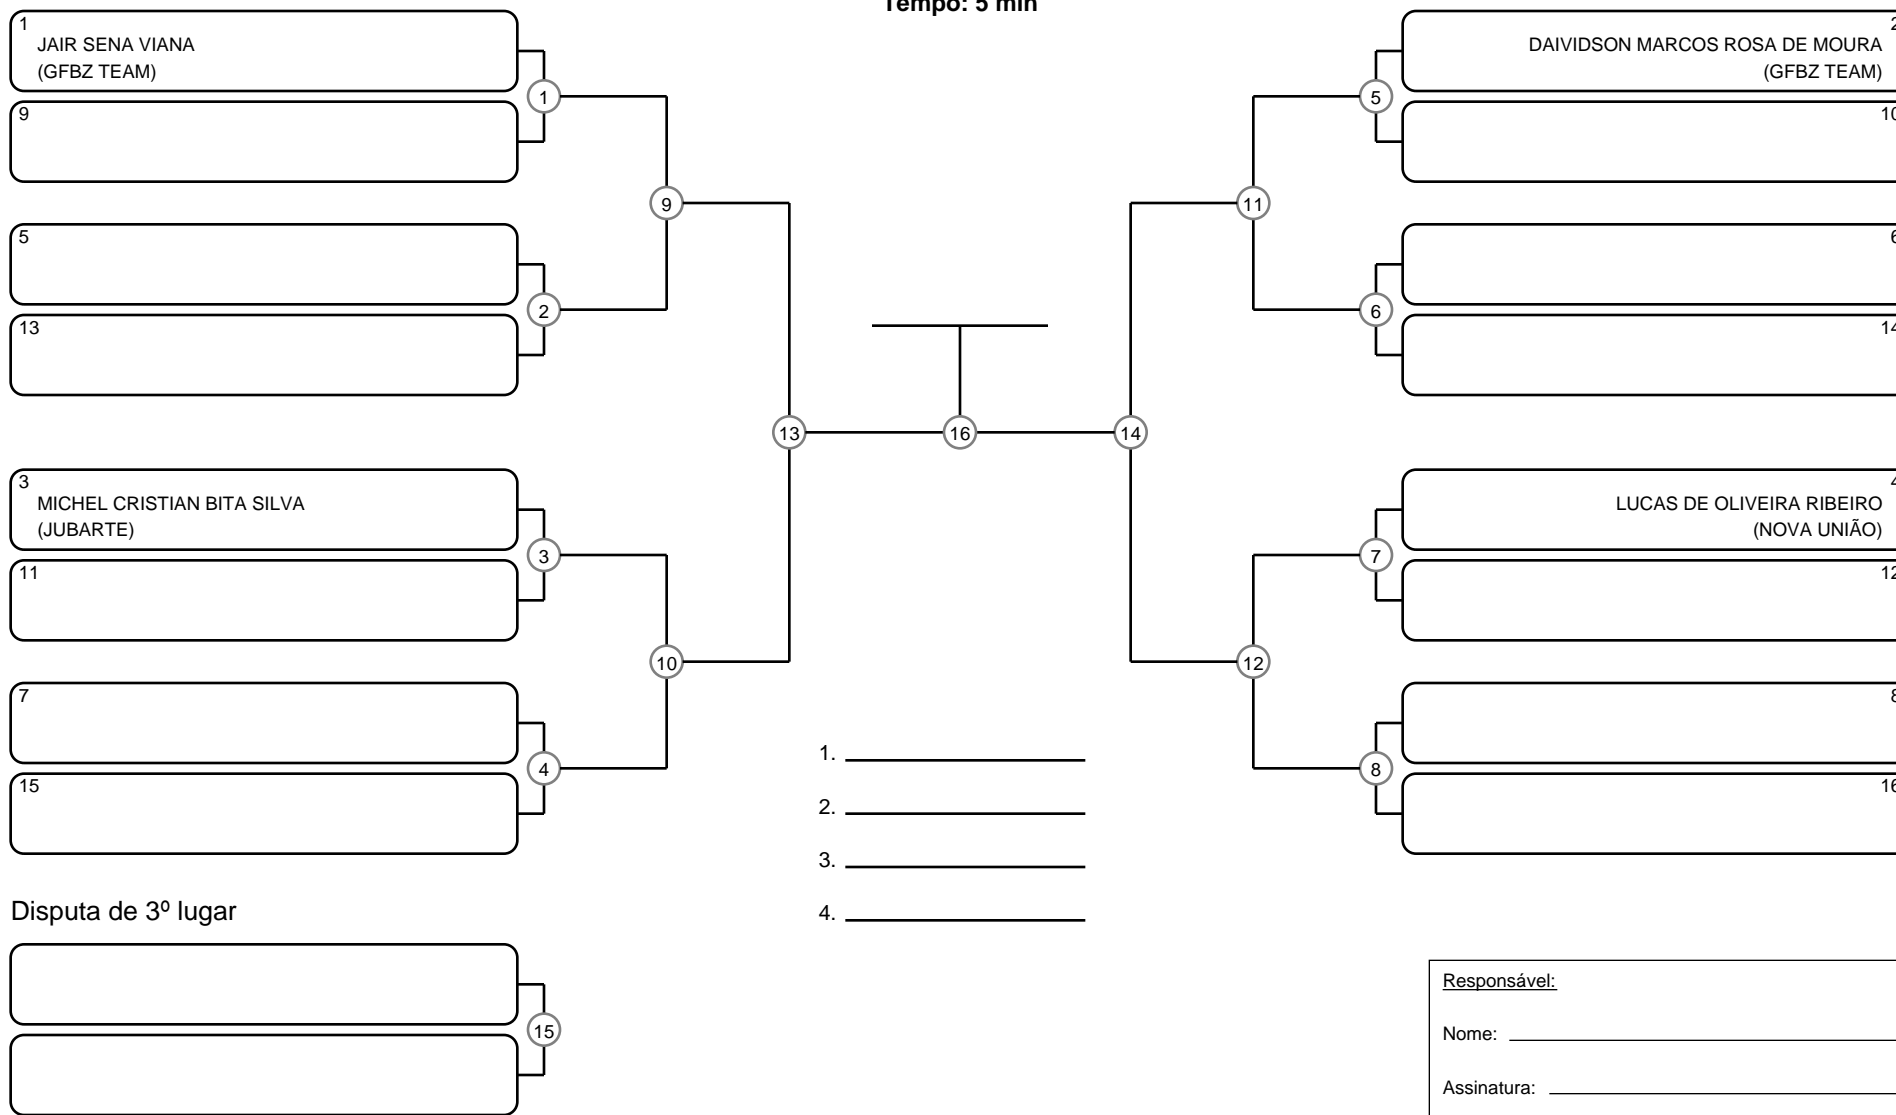 Tempo: 5 min
1
JAIR SENA VIANA
(GFBZ TEAM)
9
5
13
3
MICHEL CRISTIAN BITA SILVA
(JUBARTE)
11
7
15
1
2
3
4
9
10
13
16
14
11
12
5
6
7
8
2
DAIVIDSON MARCOS ROSA DE MOURA
(GFBZ TEAM)
10
6
14
4
LUCAS DE OLIVEIRA RIBEIRO
(NOVA UNIÃO)
12
8
16
1.
2.
3.
4.
Disputa de 3º lugar
15
Responsável:
Nome:
Assinatura: